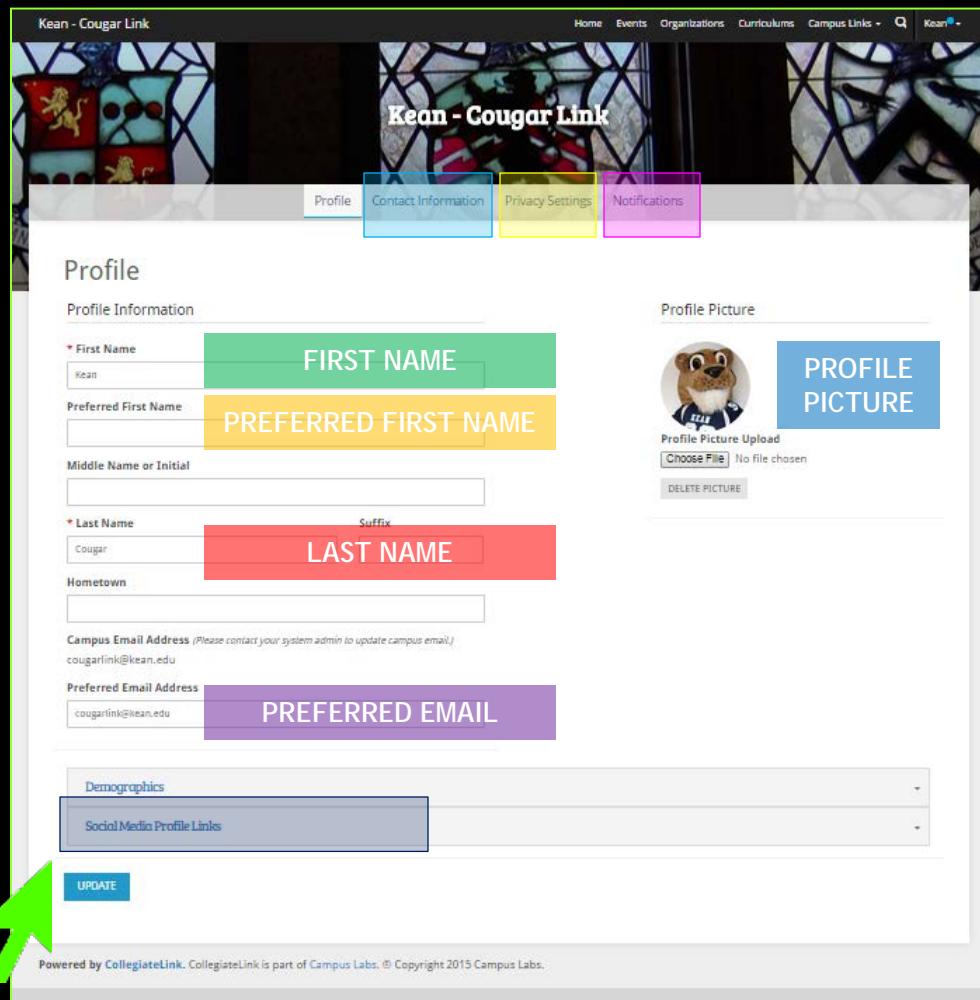 Kean - Cougar Link
Home Events Organizations Curriculums Campus Links Kean
Kean - Cougar Link
Profile Contact Information Privacy Settings Notifications
Profile
Profile Information
* First Name
Kean
FIRST NAME
Preferred First Name
PREFERRED FIRST NAME
Middle Name or Initial
* Last Name Suffix
Cougar
LAST NAME
Hometown
Campus Email Address (Please contact your system admin to update campus email.)
cougarlink@kean.edu
Preferred Email Address
cougarlink@kean.edu
PREFERRED EMAIL
Profile Picture
KEAN
PROFILE
PICTURE
Profile Picture Upload
Choose File No file chosen
DELETE PICTURE
Demographics
Social Media Profile Links
UPDATE
Powered by CollegiateLink. CollegiateLink is part of Campus Labs. © Copyright 2015 Campus Labs.